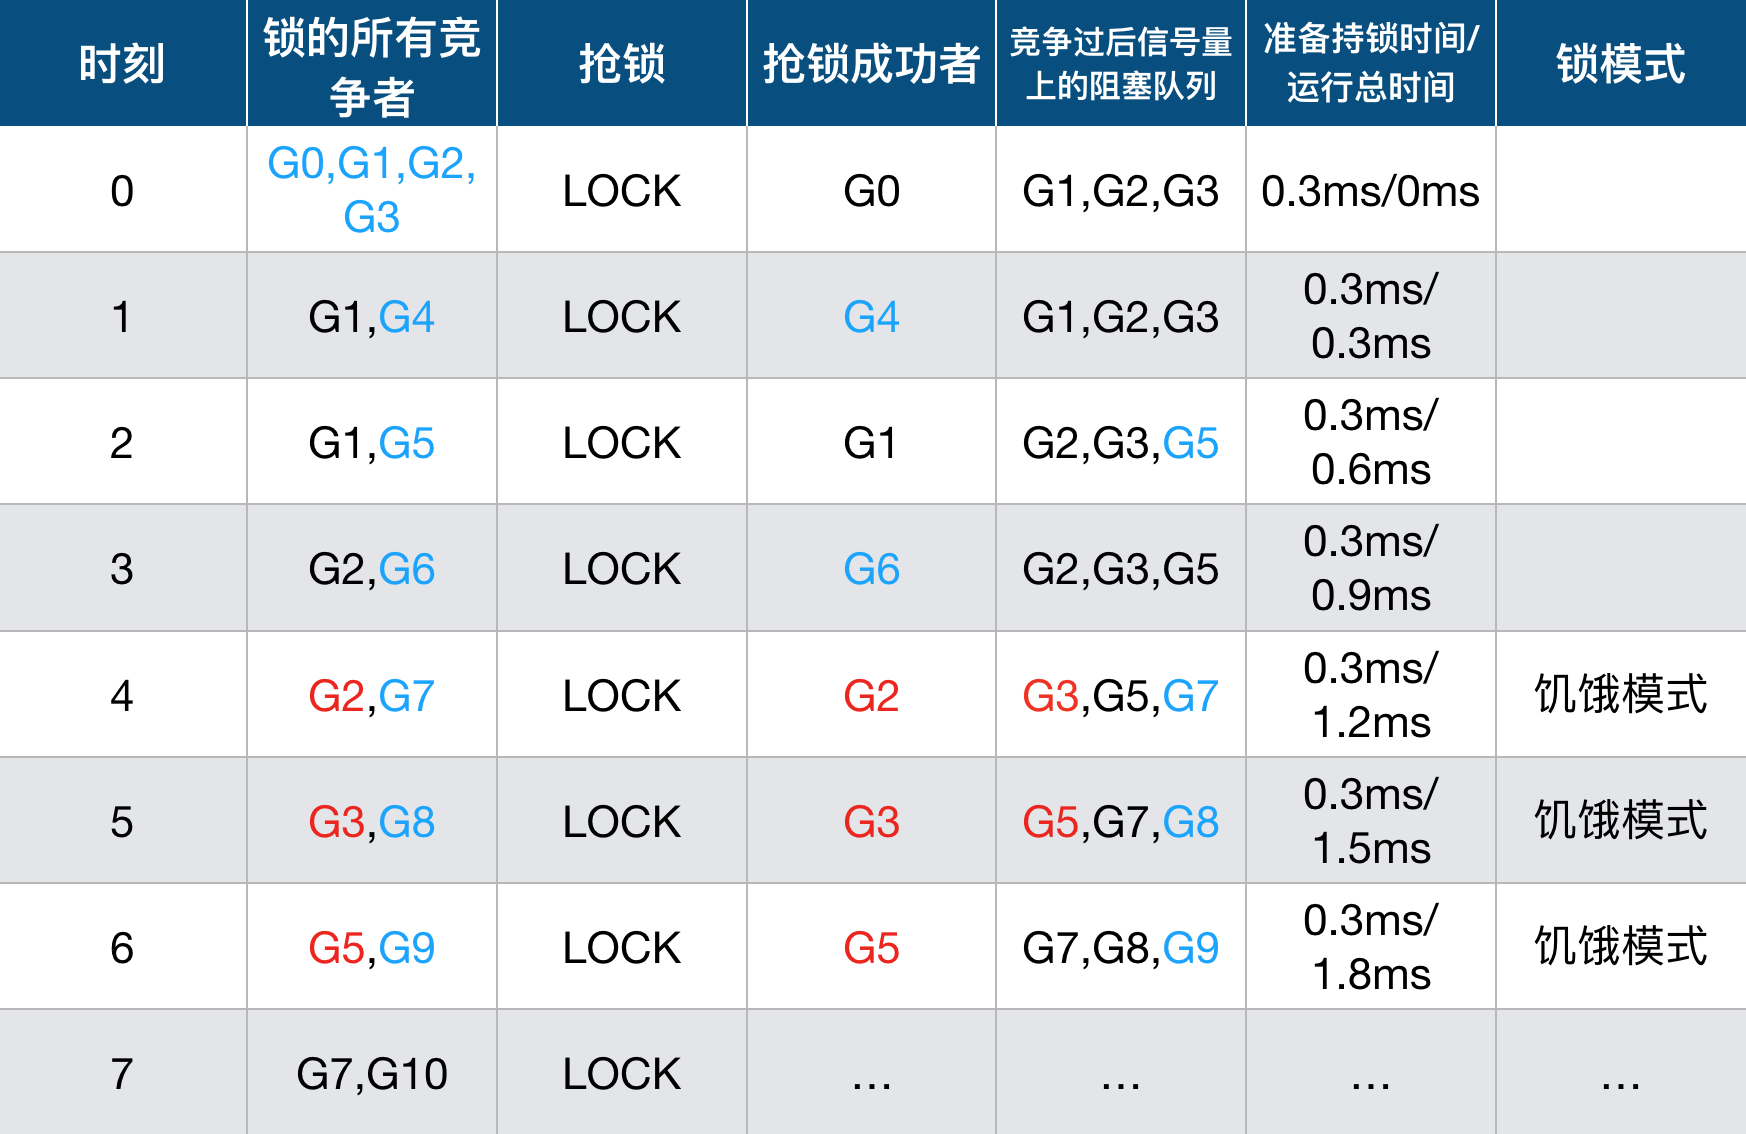 时刻
锁的所有竞
争者
抢锁
抢锁成功者
竞争过后信号量
上的阻塞队列
准备持锁时间/
运行总时间
锁模式
0
G0,G1,G2,
G3
LOCK
G0
G1,G2,G3
0.3ms/0ms
1
G1,G4
LOCK
G4
G1,G2,G3
0.3ms/
0.3ms
2
G1,G5
LOCK
G1
G2,G3,G5
0.3ms/
0.6ms
3
G2,G6
LOCK
G6
G2,G3,G5
0.3ms/
0.9ms
4
G2,G7
LOCK
G2
G3,G5,G7
0.3ms/
1.2ms
饥饿模式
5
G3,G8
LOCK
G3
G5,G7,G8
0.3ms/
1.5ms
饥饿模式
6
G5,G9
LOCK
G5
G7,G8,G9
0.3ms/
1.8ms
饥饿模式
7
G7,G10
LOCK
...
...
...
...